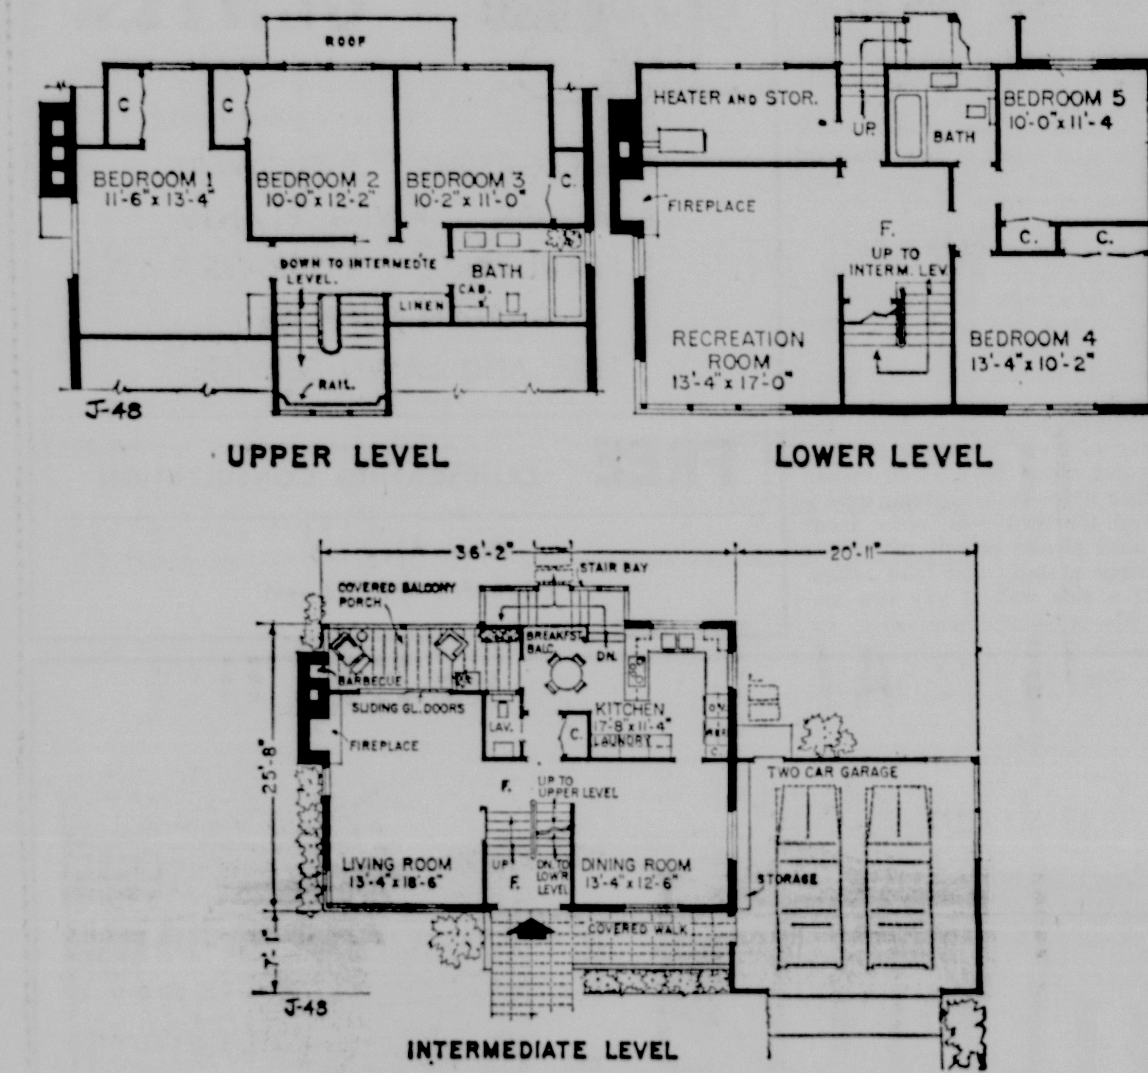 ROOF
C.
C
BEDROOM 1
11'-6" x 13'-4"
BEDROOM 2
10'-0" x 12'-2"
BEDROOM 3
10'-2" x 11'-0"
C.
DOWN TO INTERMEDTE
LEVEL.
BATH
CAB.
LINEN
RAIL.
J-48
UPPER LEVEL
HEATER AND STOR.
UP.
BATH
BEDROOM 5
10'-0" x 11'-4
FIREPLACE
F.
UP TO
INTERM. LEV.
C.
C.
RECREATION
ROOM
13'-4" x 17'-0"
BEDROOM 4
13'-4" x 10'-2"
LOWER LEVEL
36'-2"
20'-11"
STAIR BAY
COVERED BALCONY
PORCH
BREAKFST.
BALC.
DN.
BARBECUE
SLIDING GL. DOORS
LAV.
KITCHEN
17'-8" x 11'-4"
LAUNDRY
C.
OV.
REF.
C
FIREPLACE
25'-8"
F.
UP TO
UPPER LEVEL
TWO CAR GARAGE
LIVING ROOM
13'-4" x 18'-6"
UP
F.
DN. TO
LOW'R
LEVEL
DINING ROOM
13'-4" x 12'-6"
STORAGE
COVERED WALK
7'-1"
J-48
INTERMEDIATE LEVEL